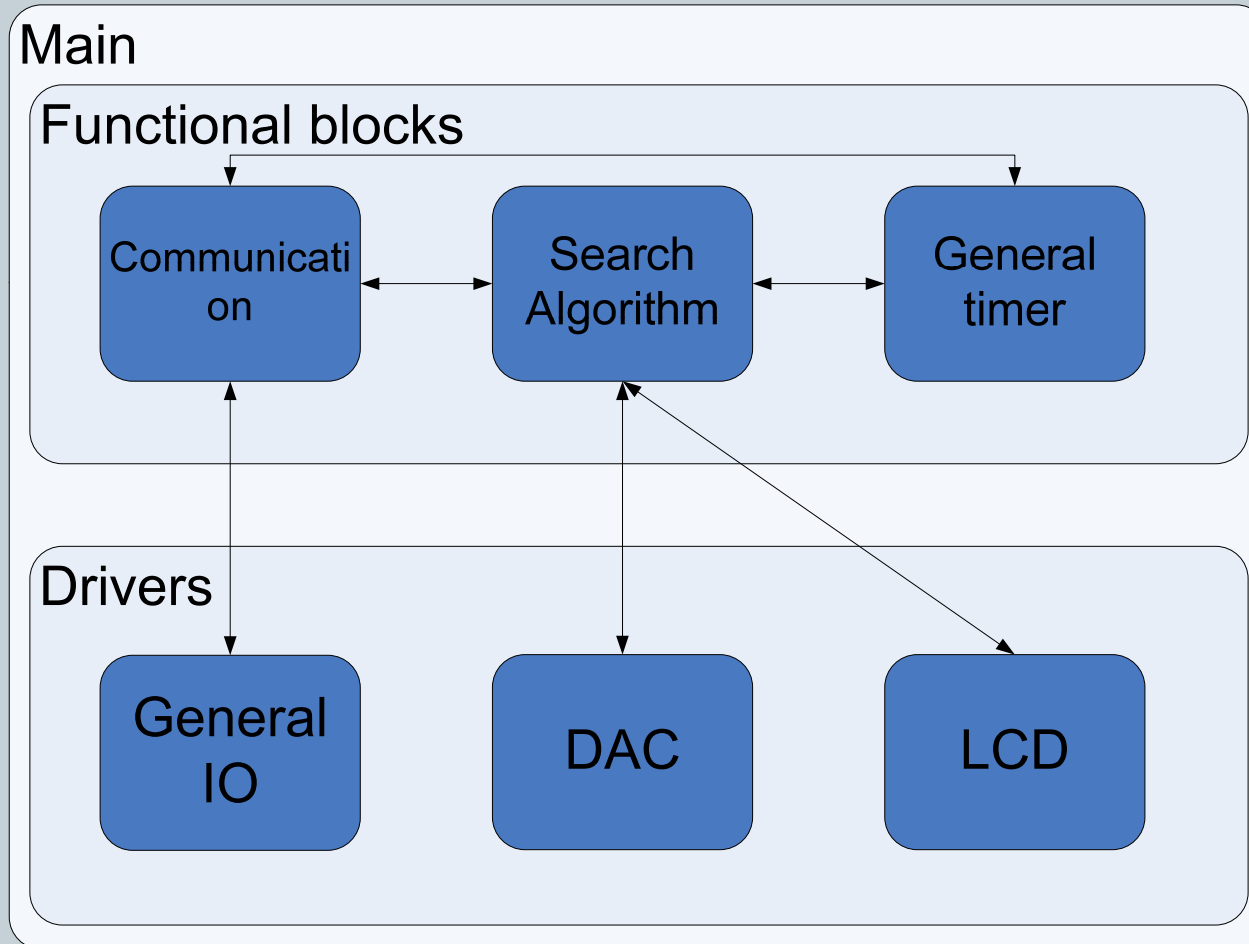 Main
Functional blocks
Communicati
on
Search
Algorithm
General
timer
Drivers
General
IO
DAC
LCD